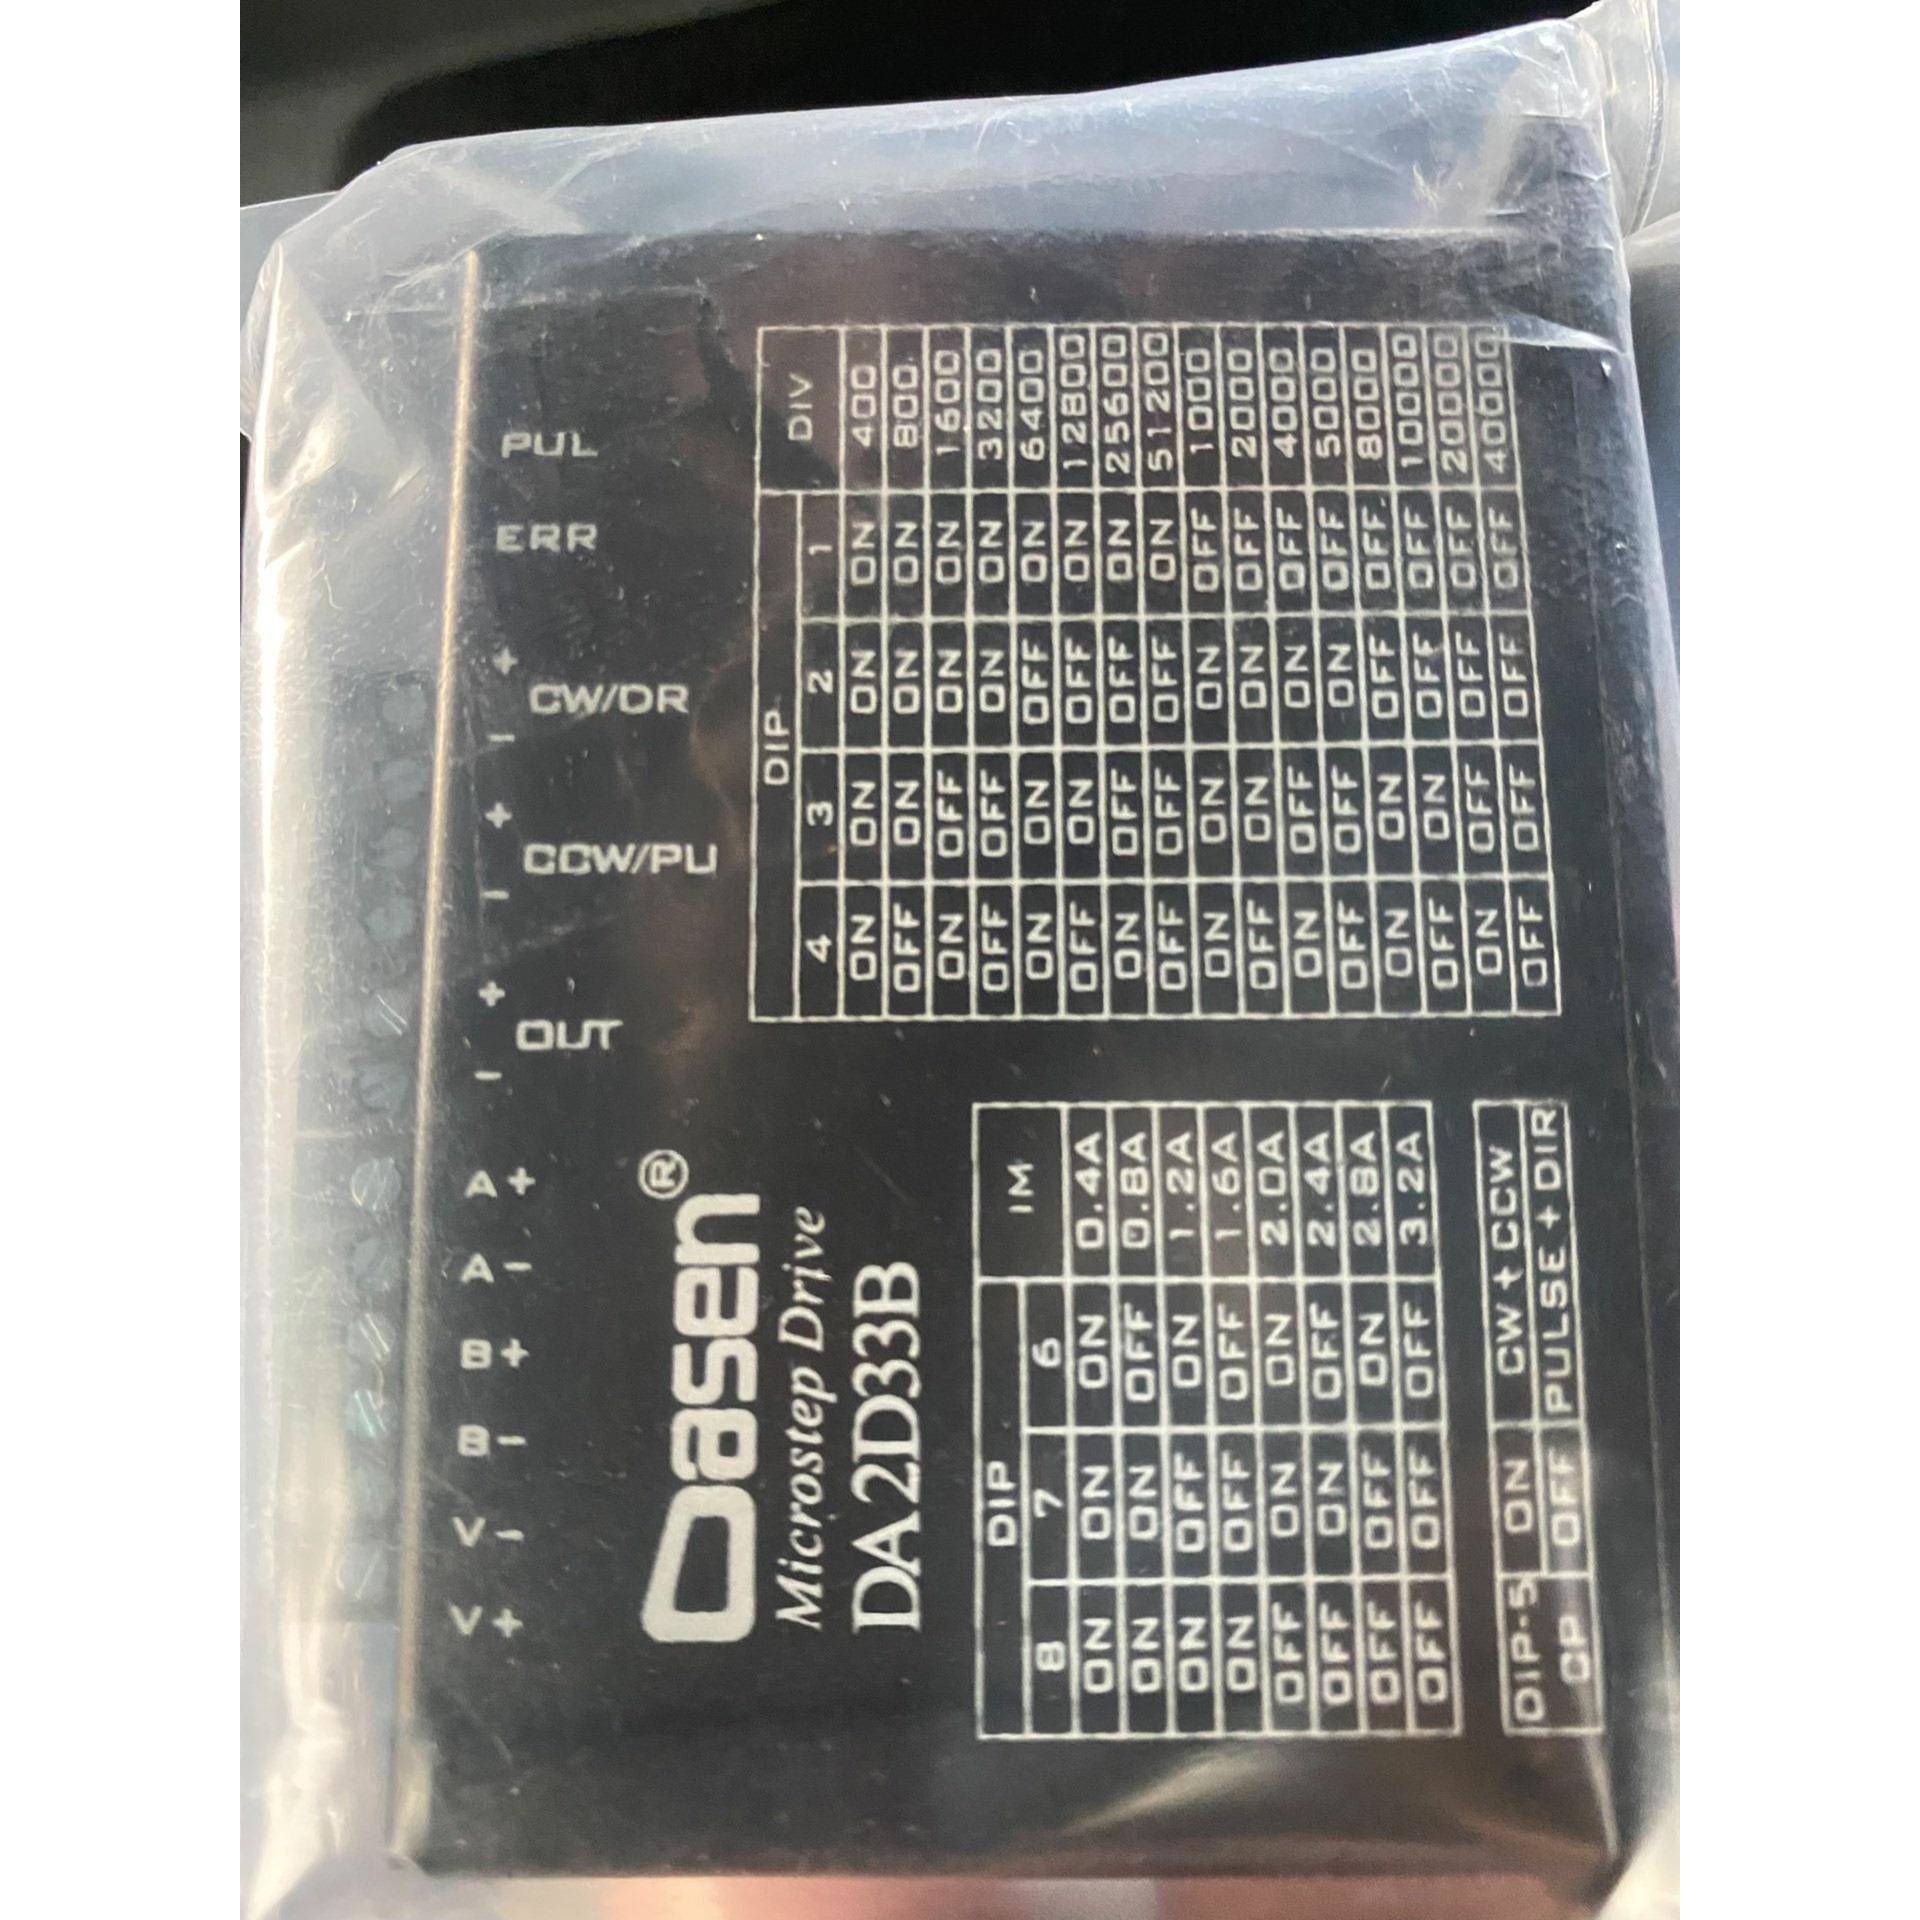 V+ V- B- B+ A- A+ - + - + - + ERR PUL
OUT CCW/PU CW/DR
Oasen®
Microstep Drive
DA2D33B
DIP IM
8 7 6
ON ON ON 0.4A
ON ON OFF 0.8A
ON OFF ON 1.2A
ON OFF OFF 1.6A
OFF ON ON 2.0A
OFF ON OFF 2.4A
OFF OFF ON 2.8A
OFF OFF OFF 3.2A
DIP-5 ON CW+CCW
CP OFF PULSE+DIR
DIP DIV
4 3 2 1
ON ON ON ON 400
OFF ON ON ON 800
ON OFF ON ON 1600
OFF OFF ON ON 3200
ON ON OFF ON 6400
OFF ON OFF ON 12800
ON OFF OFF ON 25600
OFF OFF OFF ON 51200
ON ON ON OFF 1000
OFF ON ON OFF 2000
ON OFF ON OFF 4000
OFF OFF ON OFF 5000
ON ON OFF OFF 8000
OFF ON OFF OFF 10000
ON OFF OFF OFF 20000
OFF OFF OFF OFF 40000